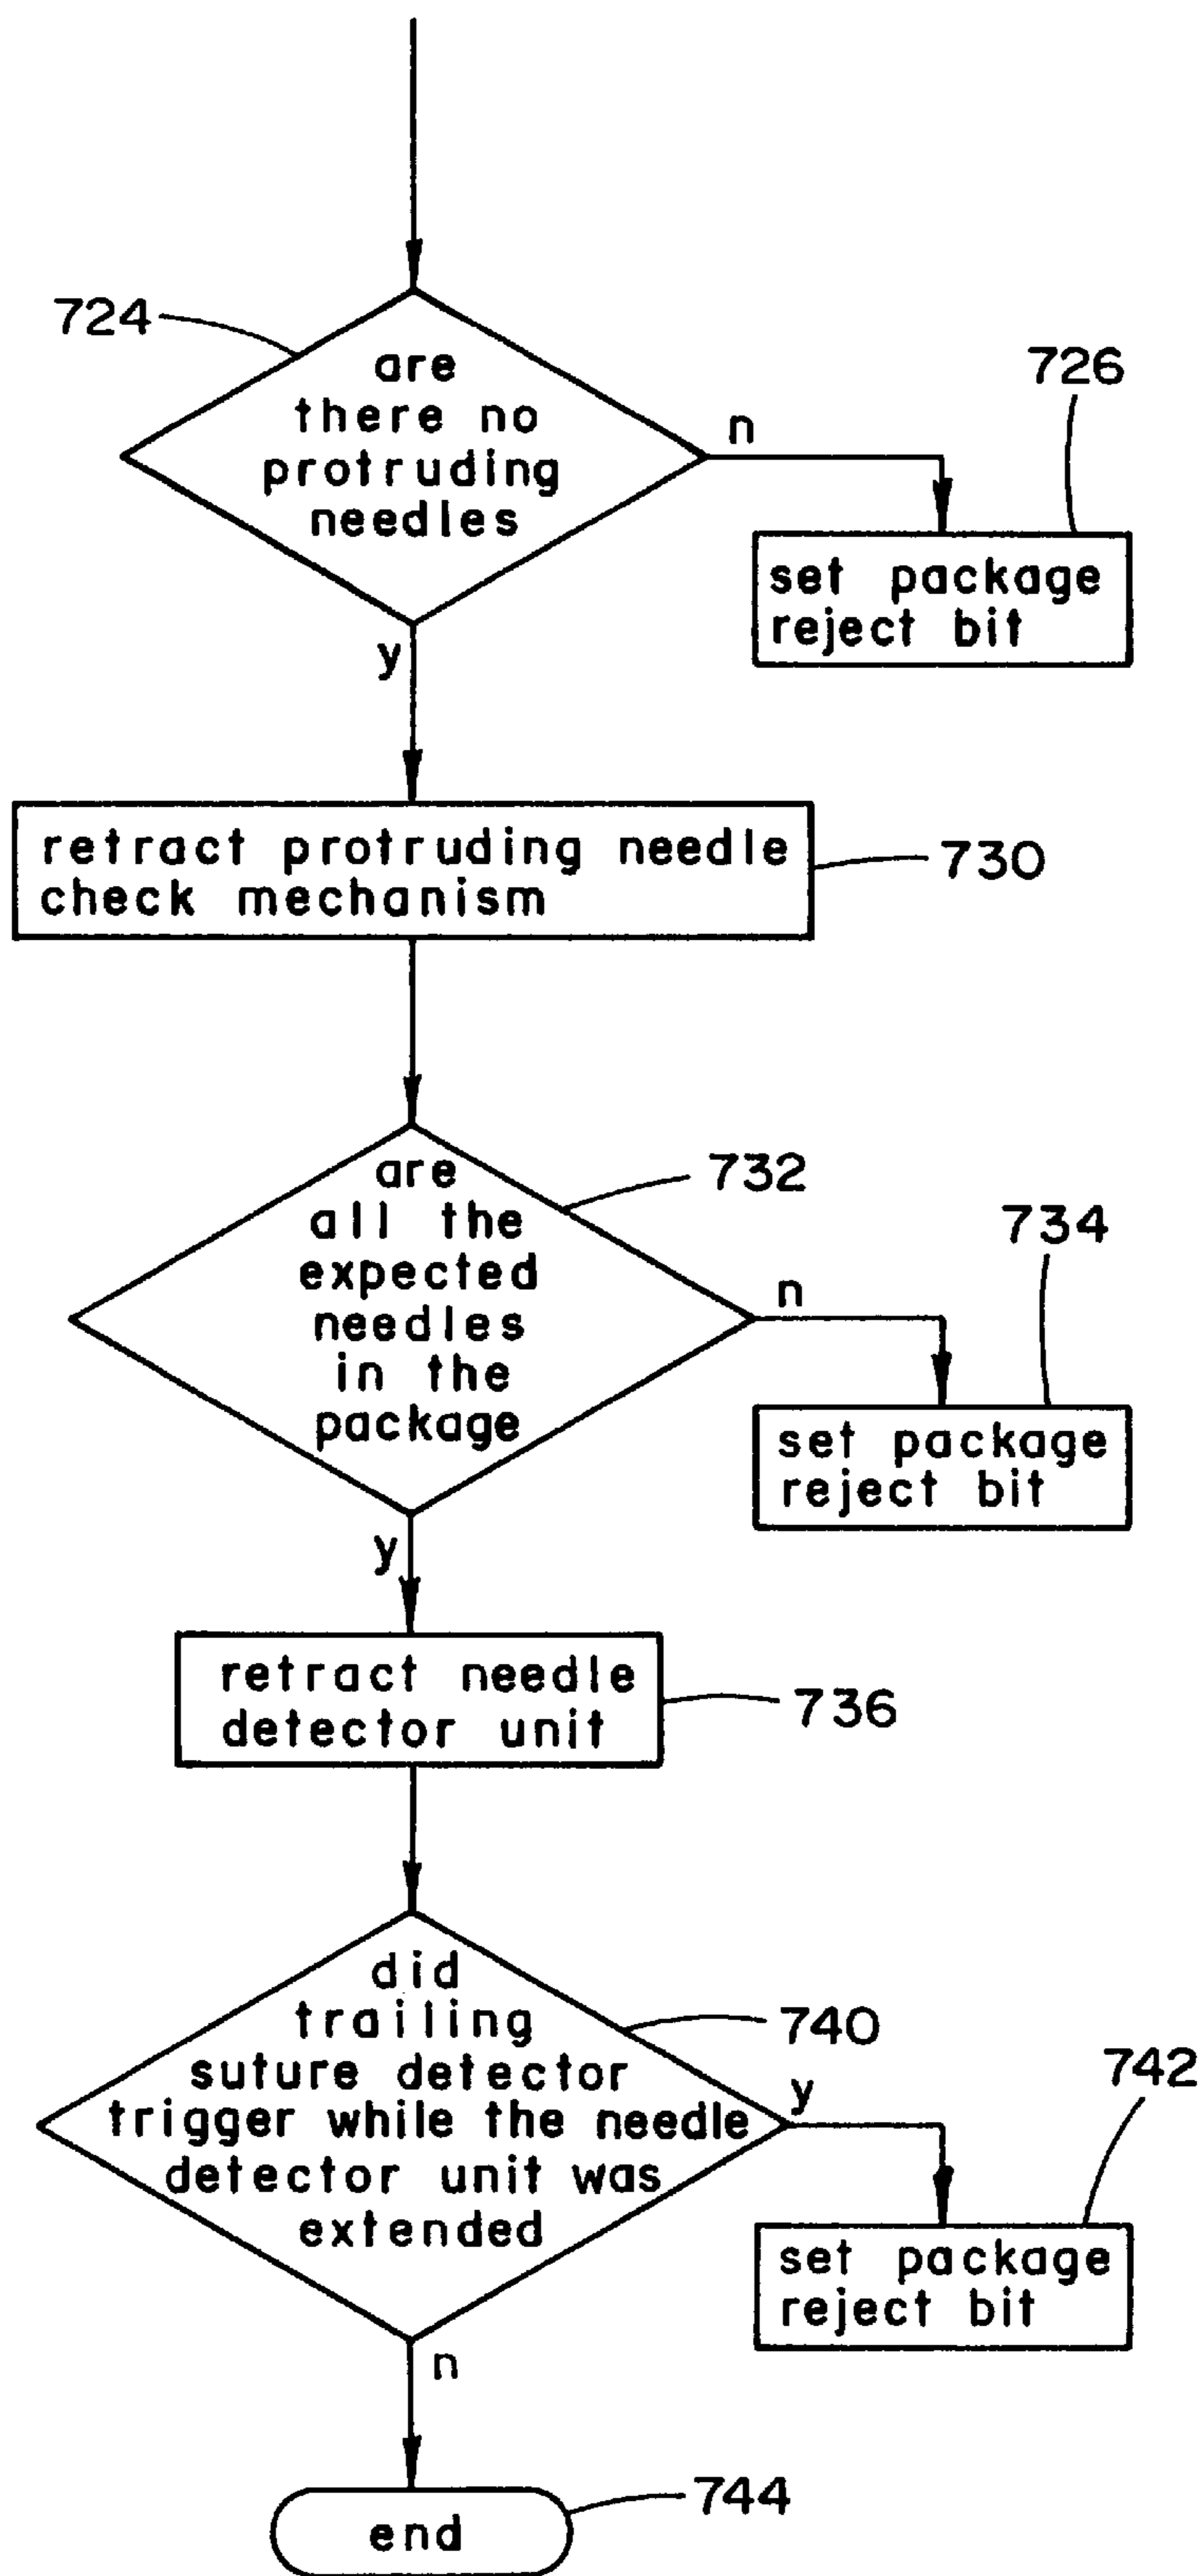 724
are
there no
protruding
needles
n
726
set package
reject bit
y
retract protruding needle
check mechanism
730
are
all the
expected
needles
in the
package
732
n
734
set package
reject bit
y
retract needle
detector unit
736
did
trailing
suture detector
trigger while the needle
detector unit was
extended
740
y
742
set package
reject bit
n
end
744